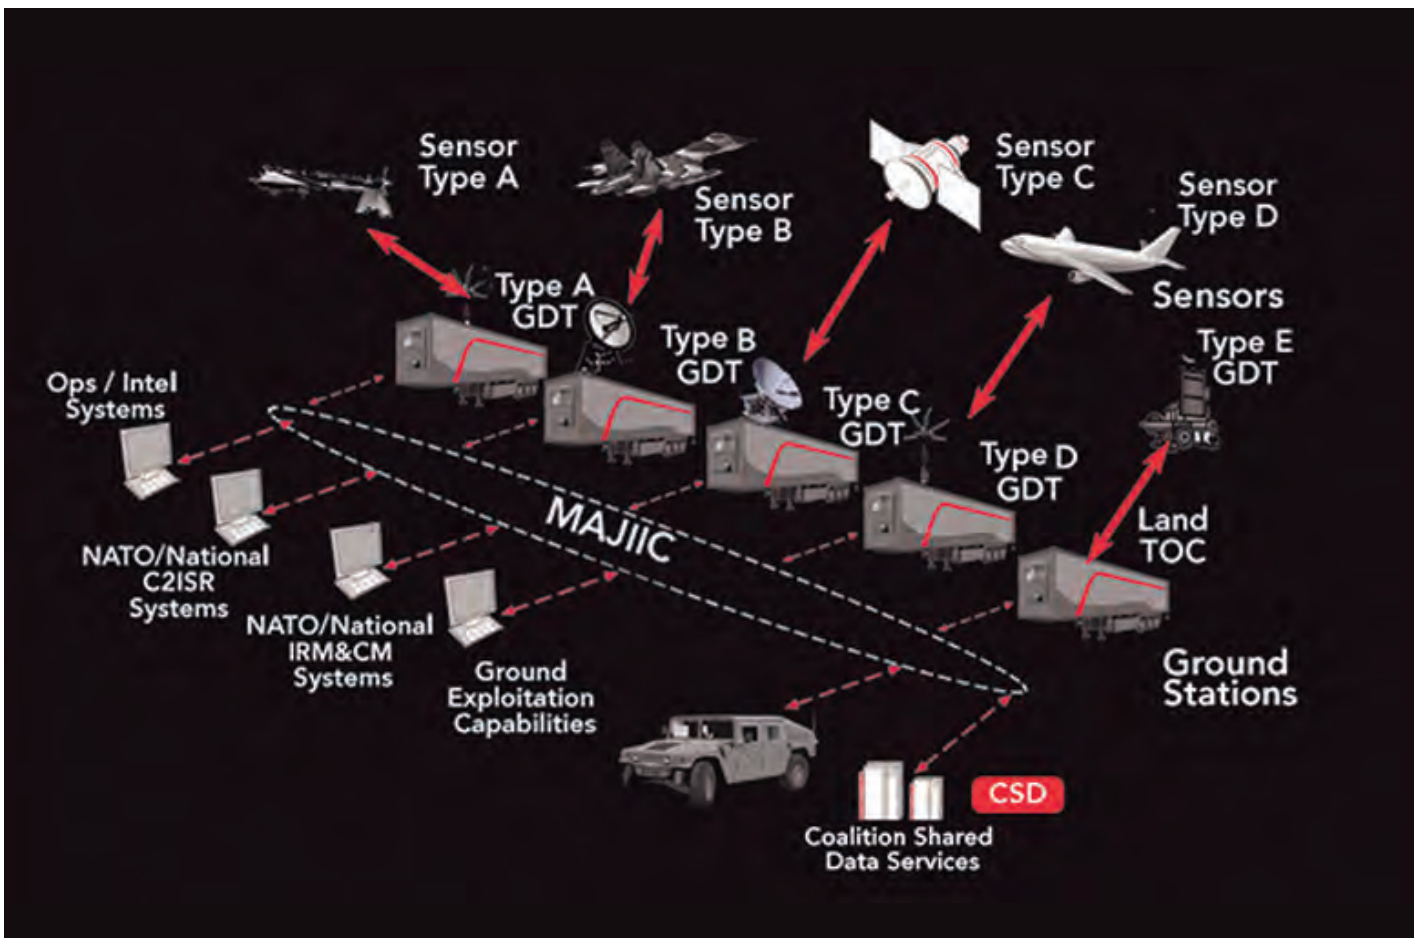 Sensor
Type A
Sensor
Type B
Sensor
Type C
Sensor
Type D
Sensors
Type A
GDT
Type B
GDT
Type C
GDT
Type D
GDT
Type E
GDT
Land
TOC
Ground
Stations
MAJIIC
Ops / Intel
Systems
NATO/National
C2ISR
Systems
NATO/National
IRM&CM
Systems
Ground
Exploitation
Capabilities
CSD
Coalition Shared
Data Services